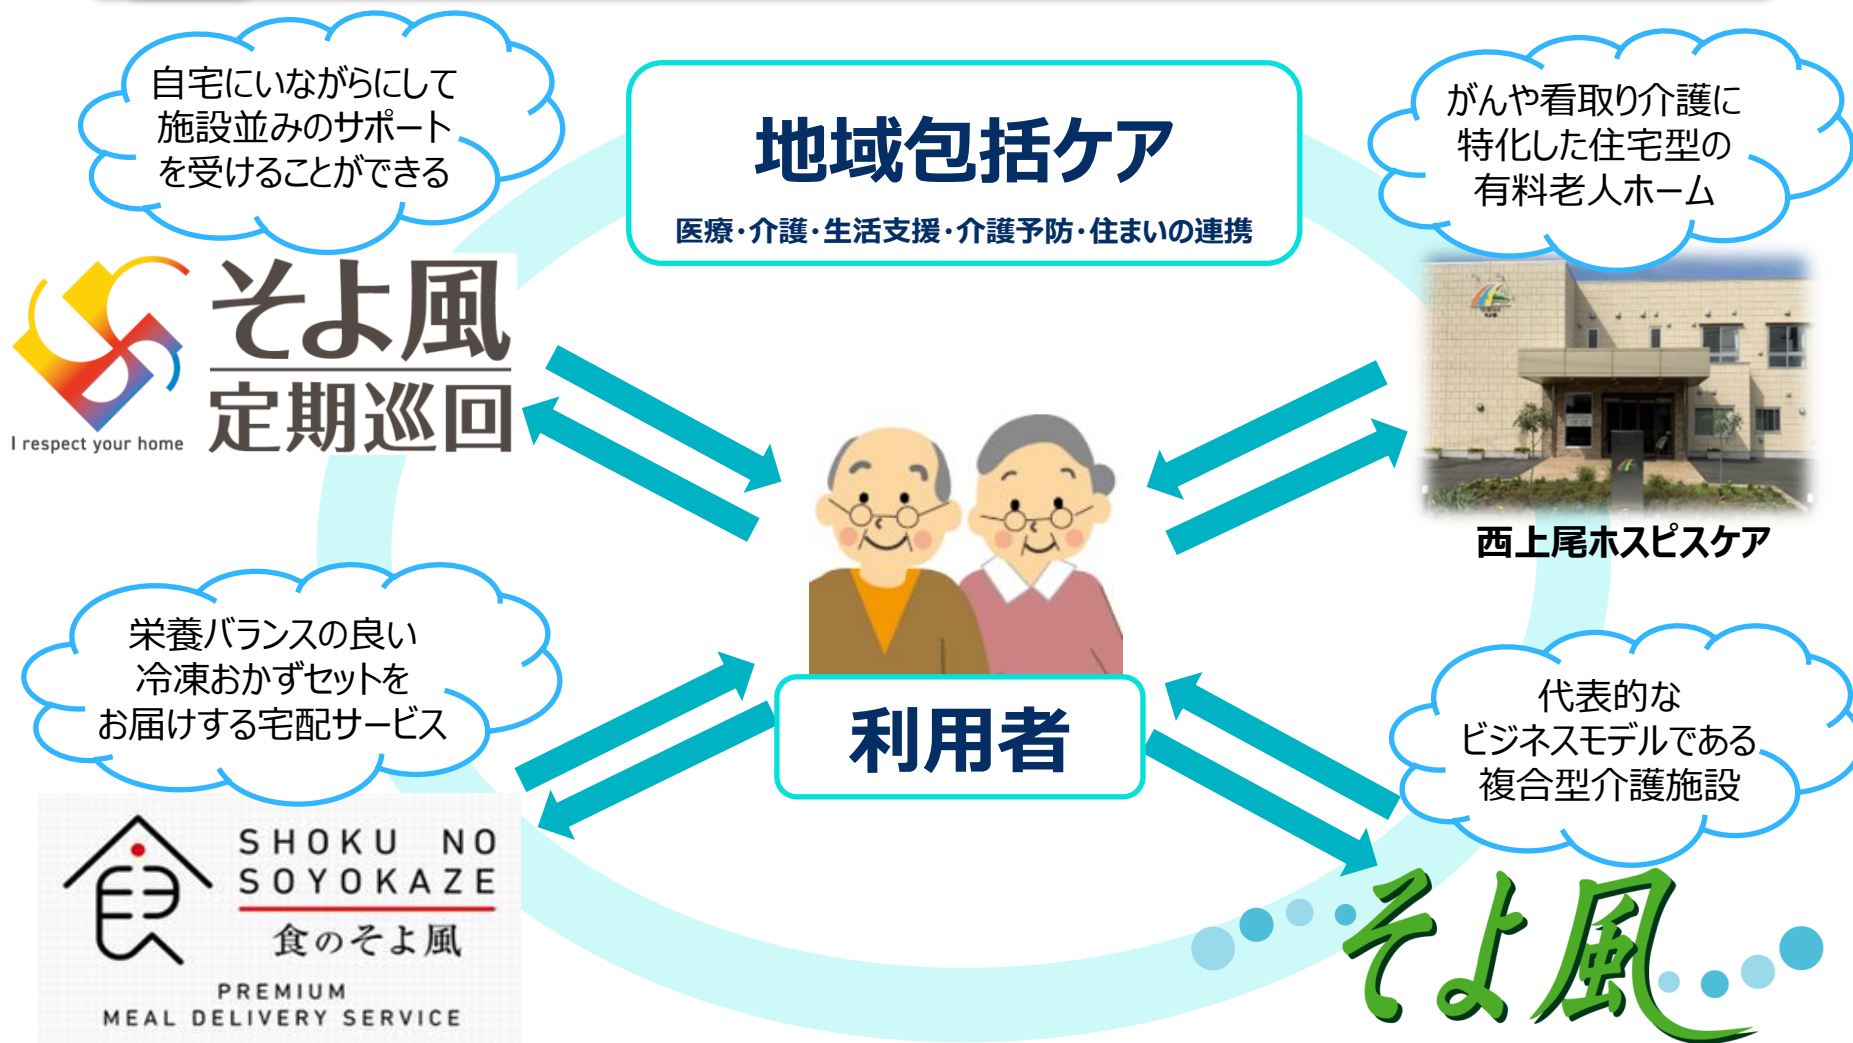 自宅にいながらにして
施設並みのサポート
を受けることができる
地域包括ケア
医療・介護・生活支援・介護予防・住まいの連携
がんや看取り介護に
特化した住宅型の
有料老人ホーム
そよ風
定期巡回
I respect your home
西上尾ホスピスケア
栄養バランスの良い
冷凍おかずセットを
お届けする宅配サービス
利用者
代表的な
ビジネスモデルである
複合型介護施設
食
SHOKU NO
SOYOKAZE
食のそよ風
PREMIUM
MEAL DELIVERY SERVICE
そよ風